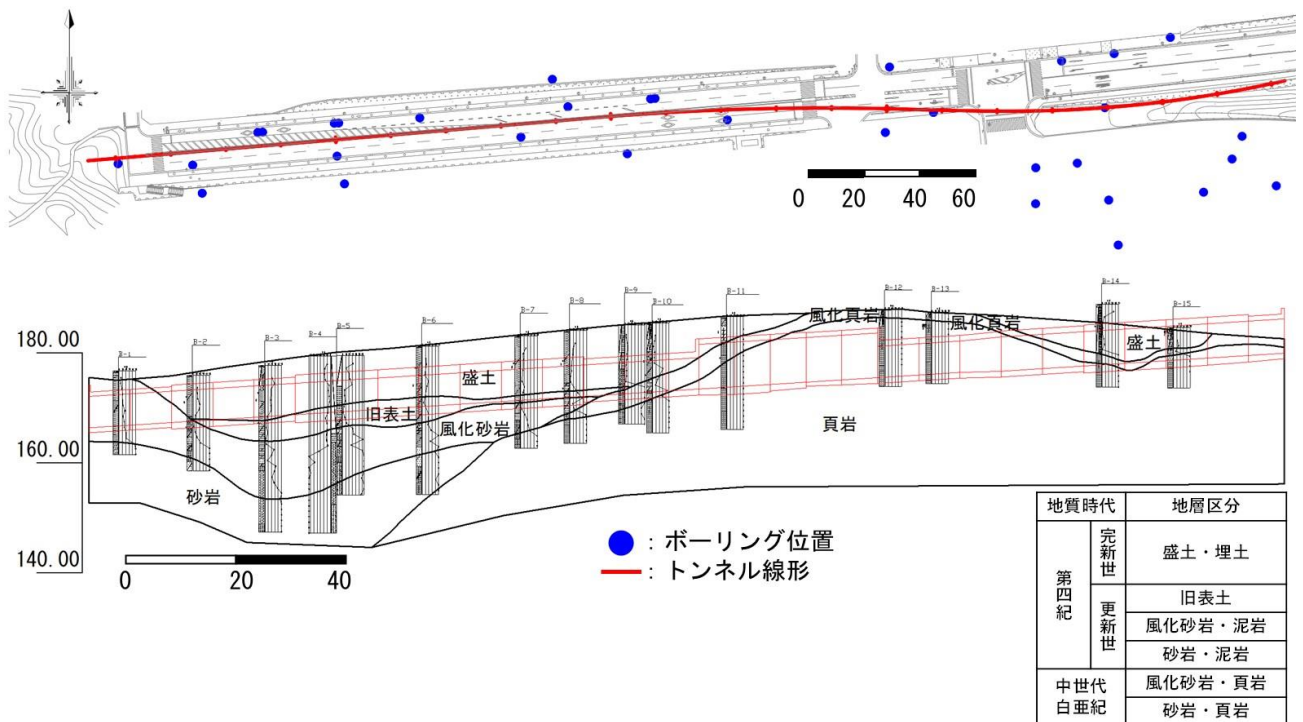 0 20 40 60
B-1
B-2
B-3
B-4
B-5
B-6
B-7
B-8
B-9
B-10
B-11
B-12
B-13
B-14
B-15
180.00
160.00
140.00
盛土
旧表土
風化砂岩
砂岩
風化頁岩
風化頁岩
盛土
頁岩
0 20 40
: ボーリング位置
: トンネル線形
地質時代 地層区分
第四紀 完新世 盛土・埋土
更新世 旧表土
風化砂岩・泥岩
砂岩・泥岩
中世代
白亜紀
風化砂岩・頁岩
砂岩・頁岩